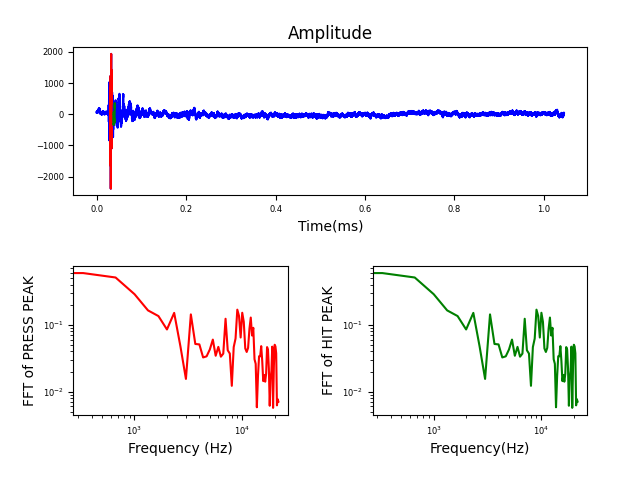 Amplitude
2000
1000
0
−1000
−2000
0.0 0.2 0.4 0.6 0.8 1.0
Time(ms)
FFT of PRESS PEAK
10⁻¹
10⁻²
10³ 10⁴
Frequency (Hz)
FFT of HIT PEAK
10⁻¹
10⁻²
10³ 10⁴
Frequency(Hz)